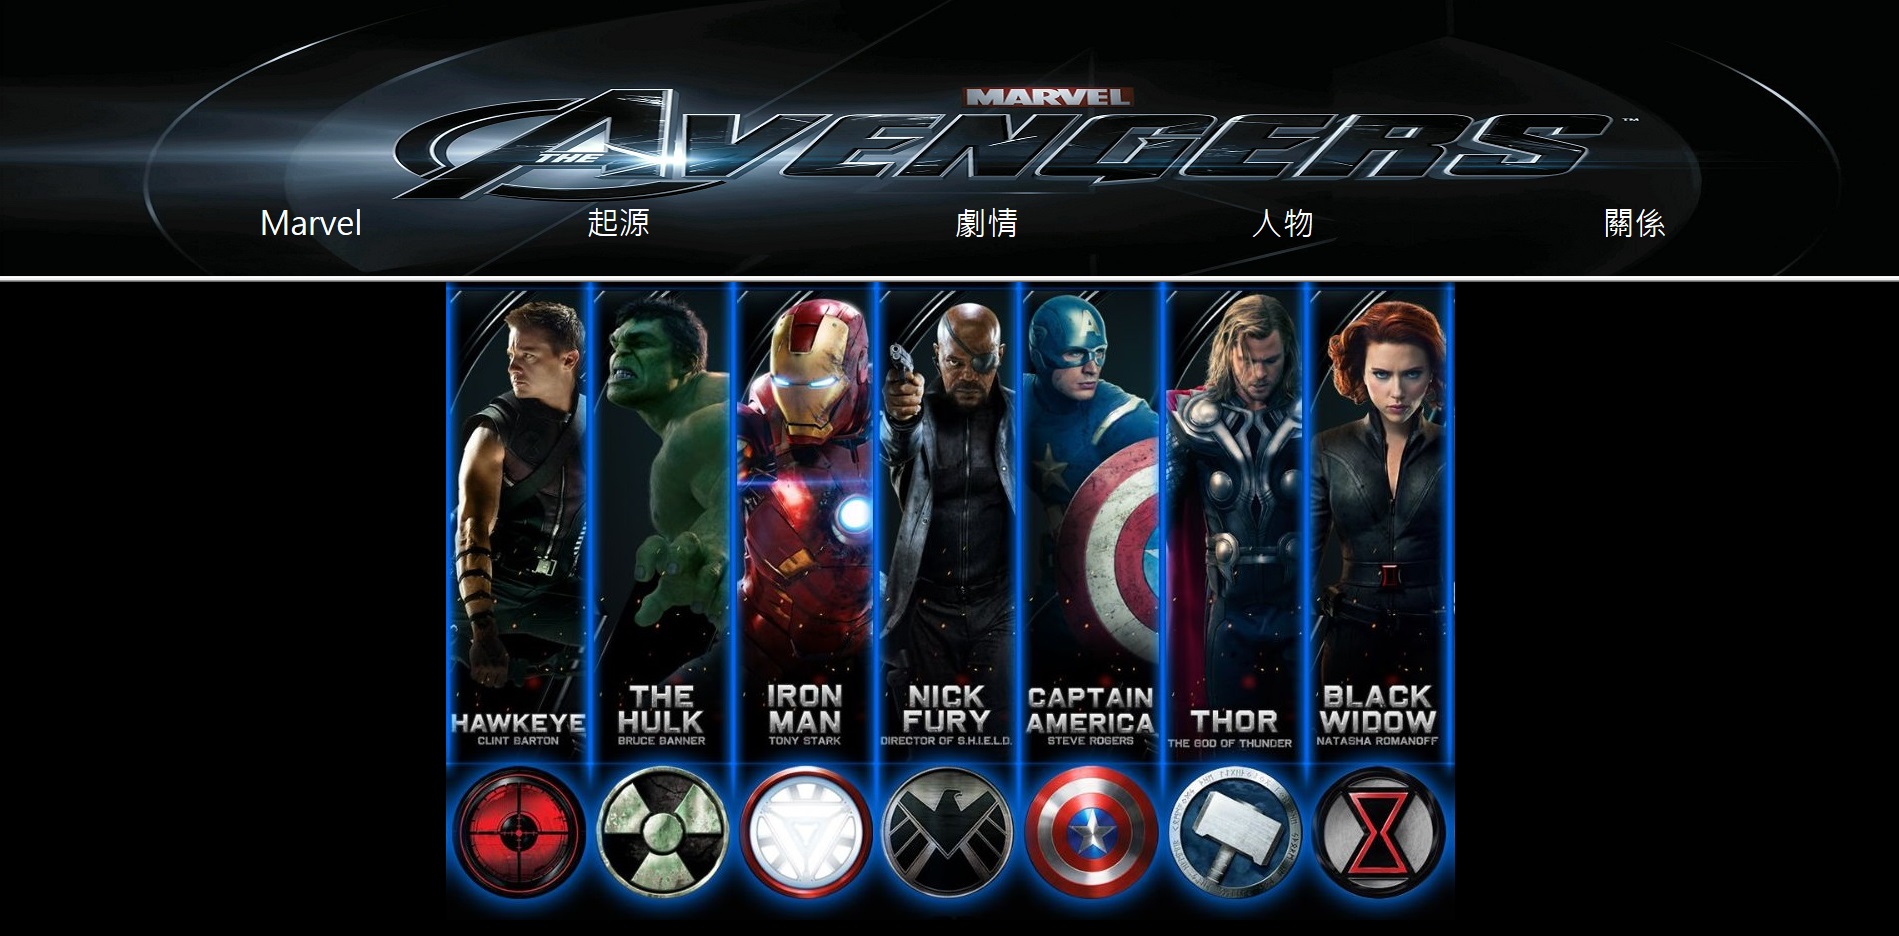 MARVEL
THE AVENGERS™
Marvel 起源 劇情 人物 關係
HAWKEYE
CLINT BARTON
THE
HULK
BRUCE BANNER
IRON
MAN
TONY STARK
NICK
FURY
DIRECTOR OF S.H.I.E.L.D.
CAPTAIN
AMERICA
STEVE ROGERS
THOR
THE GOD OF THUNDER
BLACK
WIDOW
NATASHA ROMANOFF
A